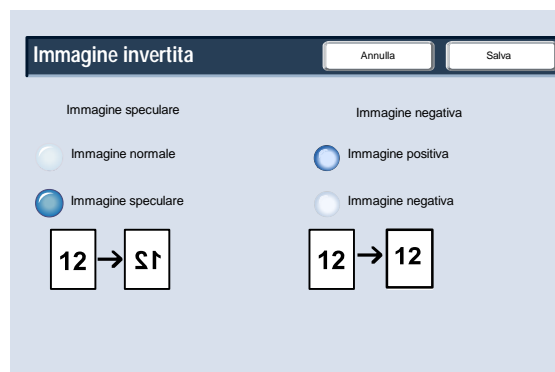 Immagine invertita
Annulla
Salva
Immagine speculare
Immagine normale
Immagine speculare
12 → 12
Immagine negativa
Immagine positiva
Immagine negativa
12 → 12